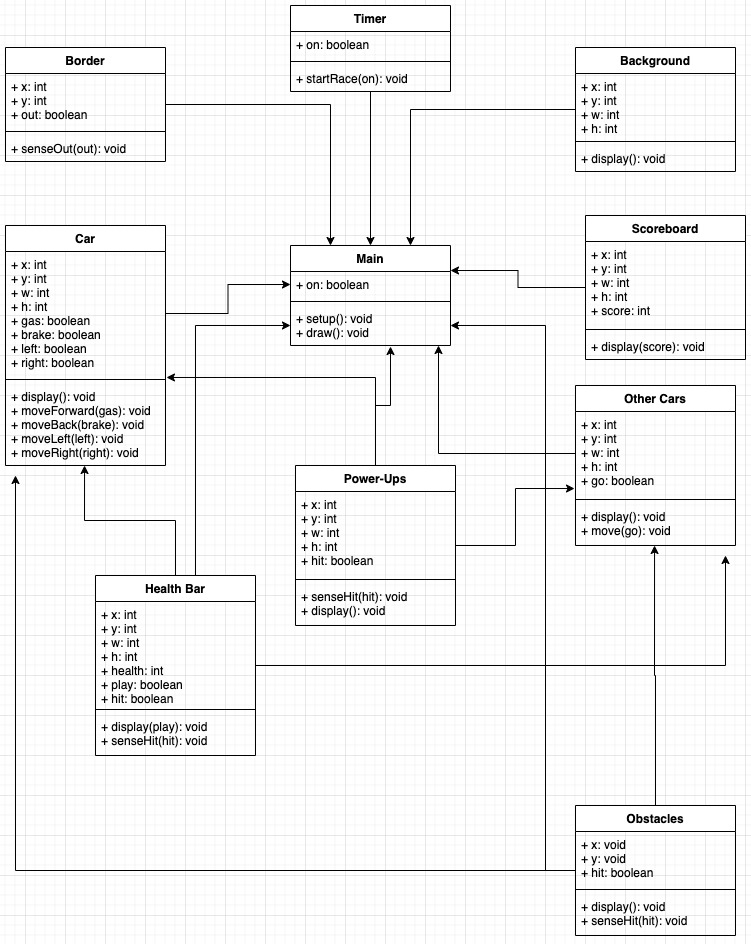 Timer
+ on: boolean
+ startRace(on): void
Border
+ x: int
+ y: int
+ out: boolean
+ senseOut(out): void
Background
+ x: int
+ y: int
+ w: int
+ h: int
+ display(): void
Car
+ x: int
+ y: int
+ w: int
+ h: int
+ gas: boolean
+ brake: boolean
+ left: boolean
+ right: boolean
+ display(): void
+ moveForward(gas): void
+ moveBack(brake): void
+ moveLeft(left): void
+ moveRight(right): void
Main
+ on: boolean
+ setup(): void
+ draw(): void
Scoreboard
+ x: int
+ y: int
+ w: int
+ h: int
+ score: int
+ display(score): void
Other Cars
+ x: int
+ y: int
+ w: int
+ h: int
+ go: boolean
+ display(): void
+ move(go): void
Power-Ups
+ x: int
+ y: int
+ w: int
+ h: int
+ hit: boolean
+ senseHit(hit): void
+ display(): void
Health Bar
+ x: int
+ y: int
+ w: int
+ h: int
+ health: int
+ play: boolean
+ hit: boolean
+ display(play): void
+ senseHit(hit): void
Obstacles
+ x: void
+ y: void
+ hit: boolean
+ display(): void
+ senseHit(hit): void